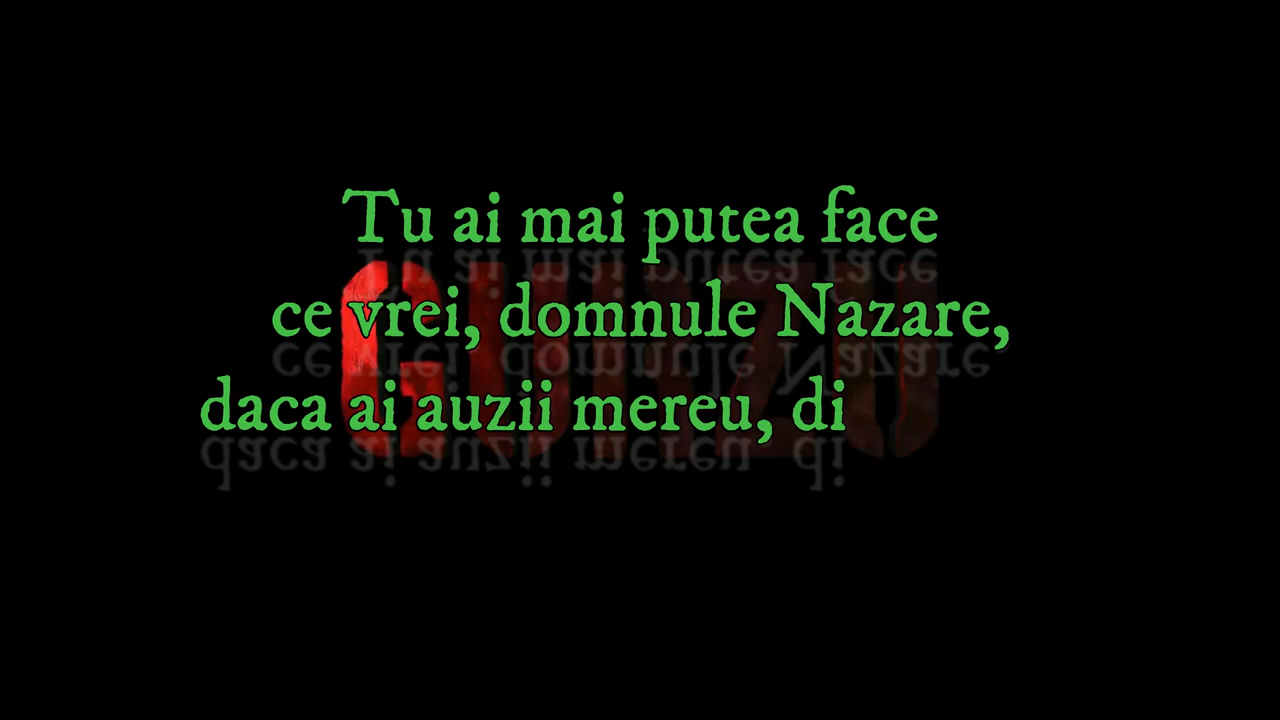 Tu ai mai putea face
ce vrei, domnule Nazare,
daca ai auzii mereu, di